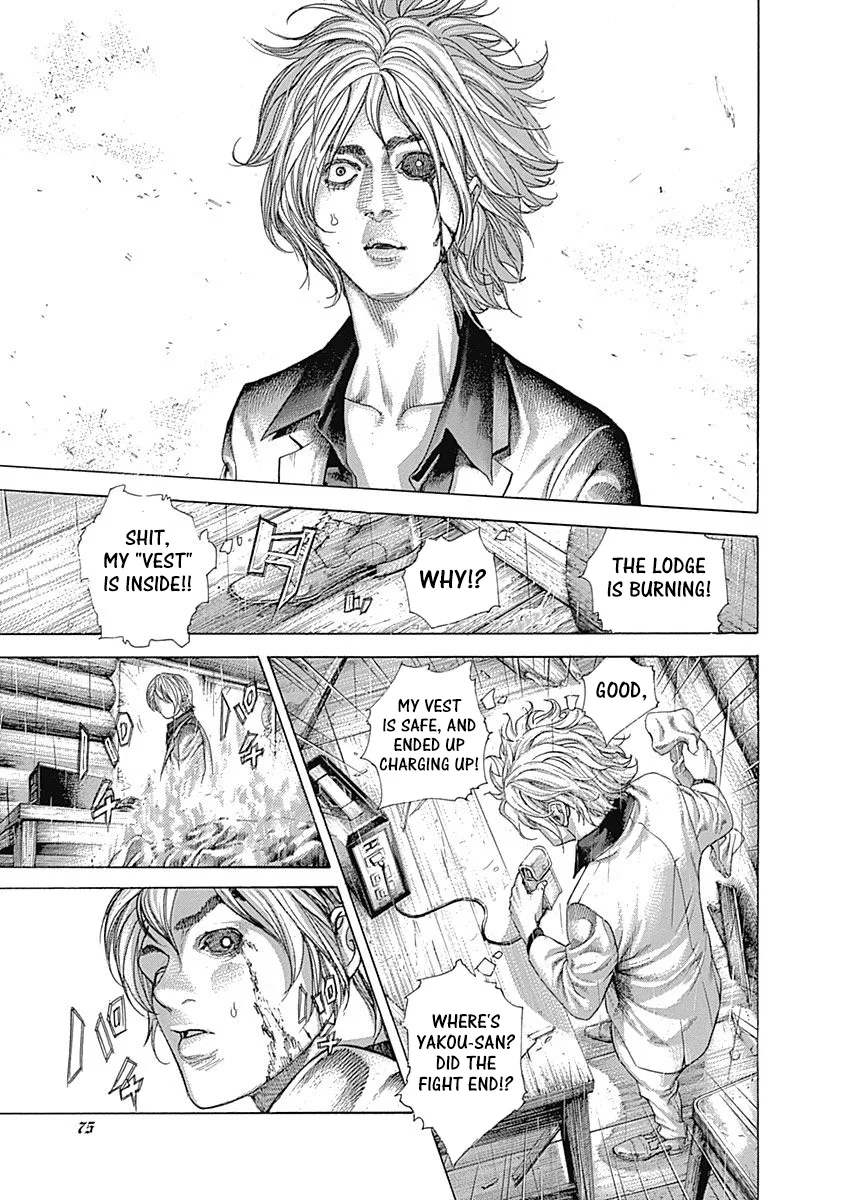 THE LODGE
IS BURNING!
WHY!?
SHIT,
MY "VEST"
IS INSIDE!!
GOOD,
MY VEST
IS SAFE, AND
ENDED UP
CHARGING UP!
WHERE'S
YAKOU-SAN?
DID THE
FIGHT END!?
75